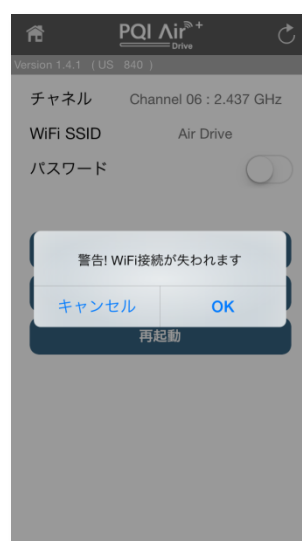 PQI Air+
Drive
Version 1.4.1 ( US 840 )
チャネル Channel 06 : 2.437 GHz
WiFi SSID Air Drive
パスワード
警告! WiFi接続が失われます
キャンセル OK
再起動